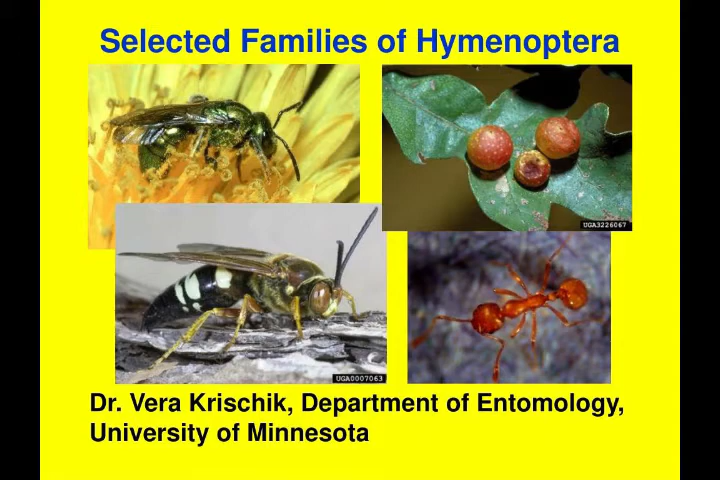 Selected Families of Hymenoptera
UGA3226067
UGA0007063
Dr. Vera Krischik, Department of Entomology,
University of Minnesota